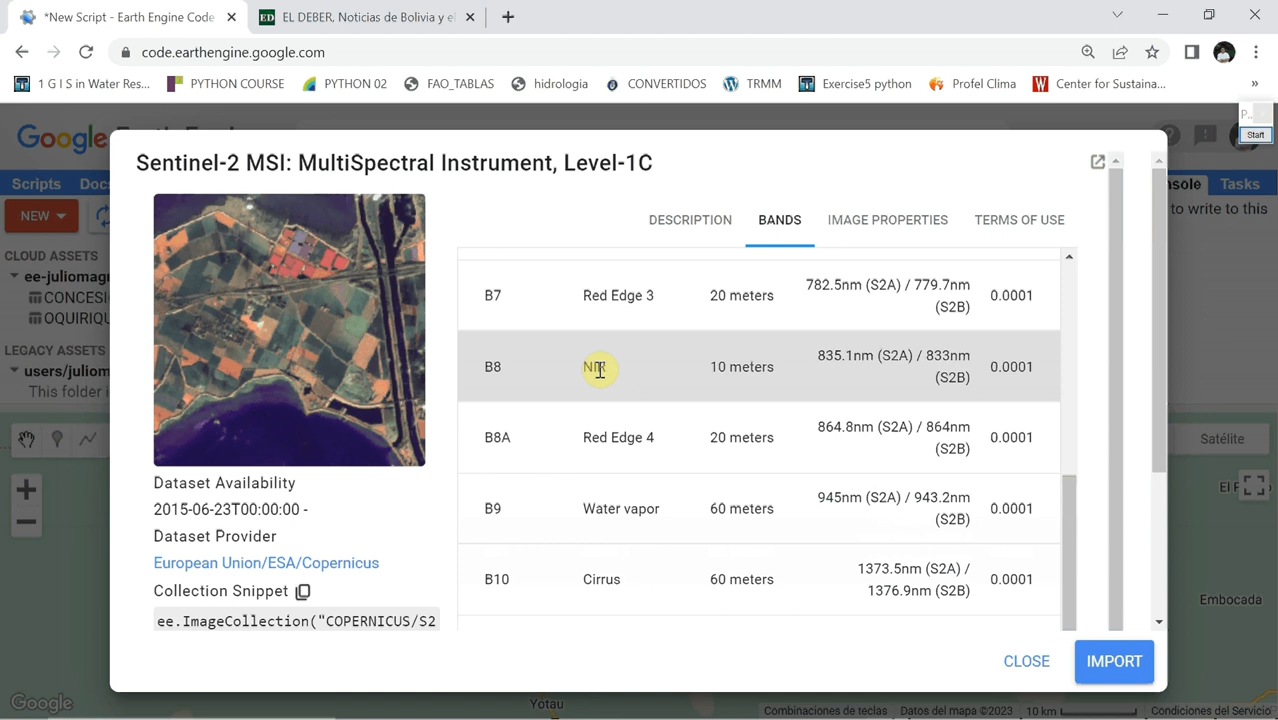 *New Script - Earth Engine Code
EL DEBER, Noticias de Bolivia y el
code.earthengine.google.com
1 G I S in Water Res...
PYTHON COURSE
PYTHON 02
FAO_TABLAS
hidrologia
CONVERTIDOS
TRMM
Exercise5 python
Profel Clima
Center for Sustaina...
»
P..
Start
Google
Scripts
Docs
Tasks
NEW
to write to this
CLOUD ASSETS
ee-juliomagn
CONCESIO
OQUIRIQU
LEGACY ASSETS
users/juliom
This folder i
Sentinel-2 MSI: MultiSpectral Instrument, Level-1C
DESCRIPTION
BANDS
IMAGE PROPERTIES
TERMS OF USE
B7 Red Edge 3 20 meters 782.5nm (S2A) / 779.7nm (S2B) 0.0001
B8 NIR 10 meters 835.1nm (S2A) / 833nm (S2B) 0.0001
B8A Red Edge 4 20 meters 864.8nm (S2A) / 864nm (S2B) 0.0001
B9 Water vapor 60 meters 945nm (S2A) / 943.2nm (S2B) 0.0001
B10 Cirrus 60 meters 1373.5nm (S2A) / 1376.9nm (S2B) 0.0001
Dataset Availability
2015-06-23T00:00:00 -
Dataset Provider
European Union/ESA/Copernicus
Collection Snippet
ee.ImageCollection("COPERNICUS/S2
CLOSE
IMPORT
Satélite
Embocada
Yotau
Google
Combinaciones de teclas
Datos del mapa ©2023
10 km
Condiciones del Servicio